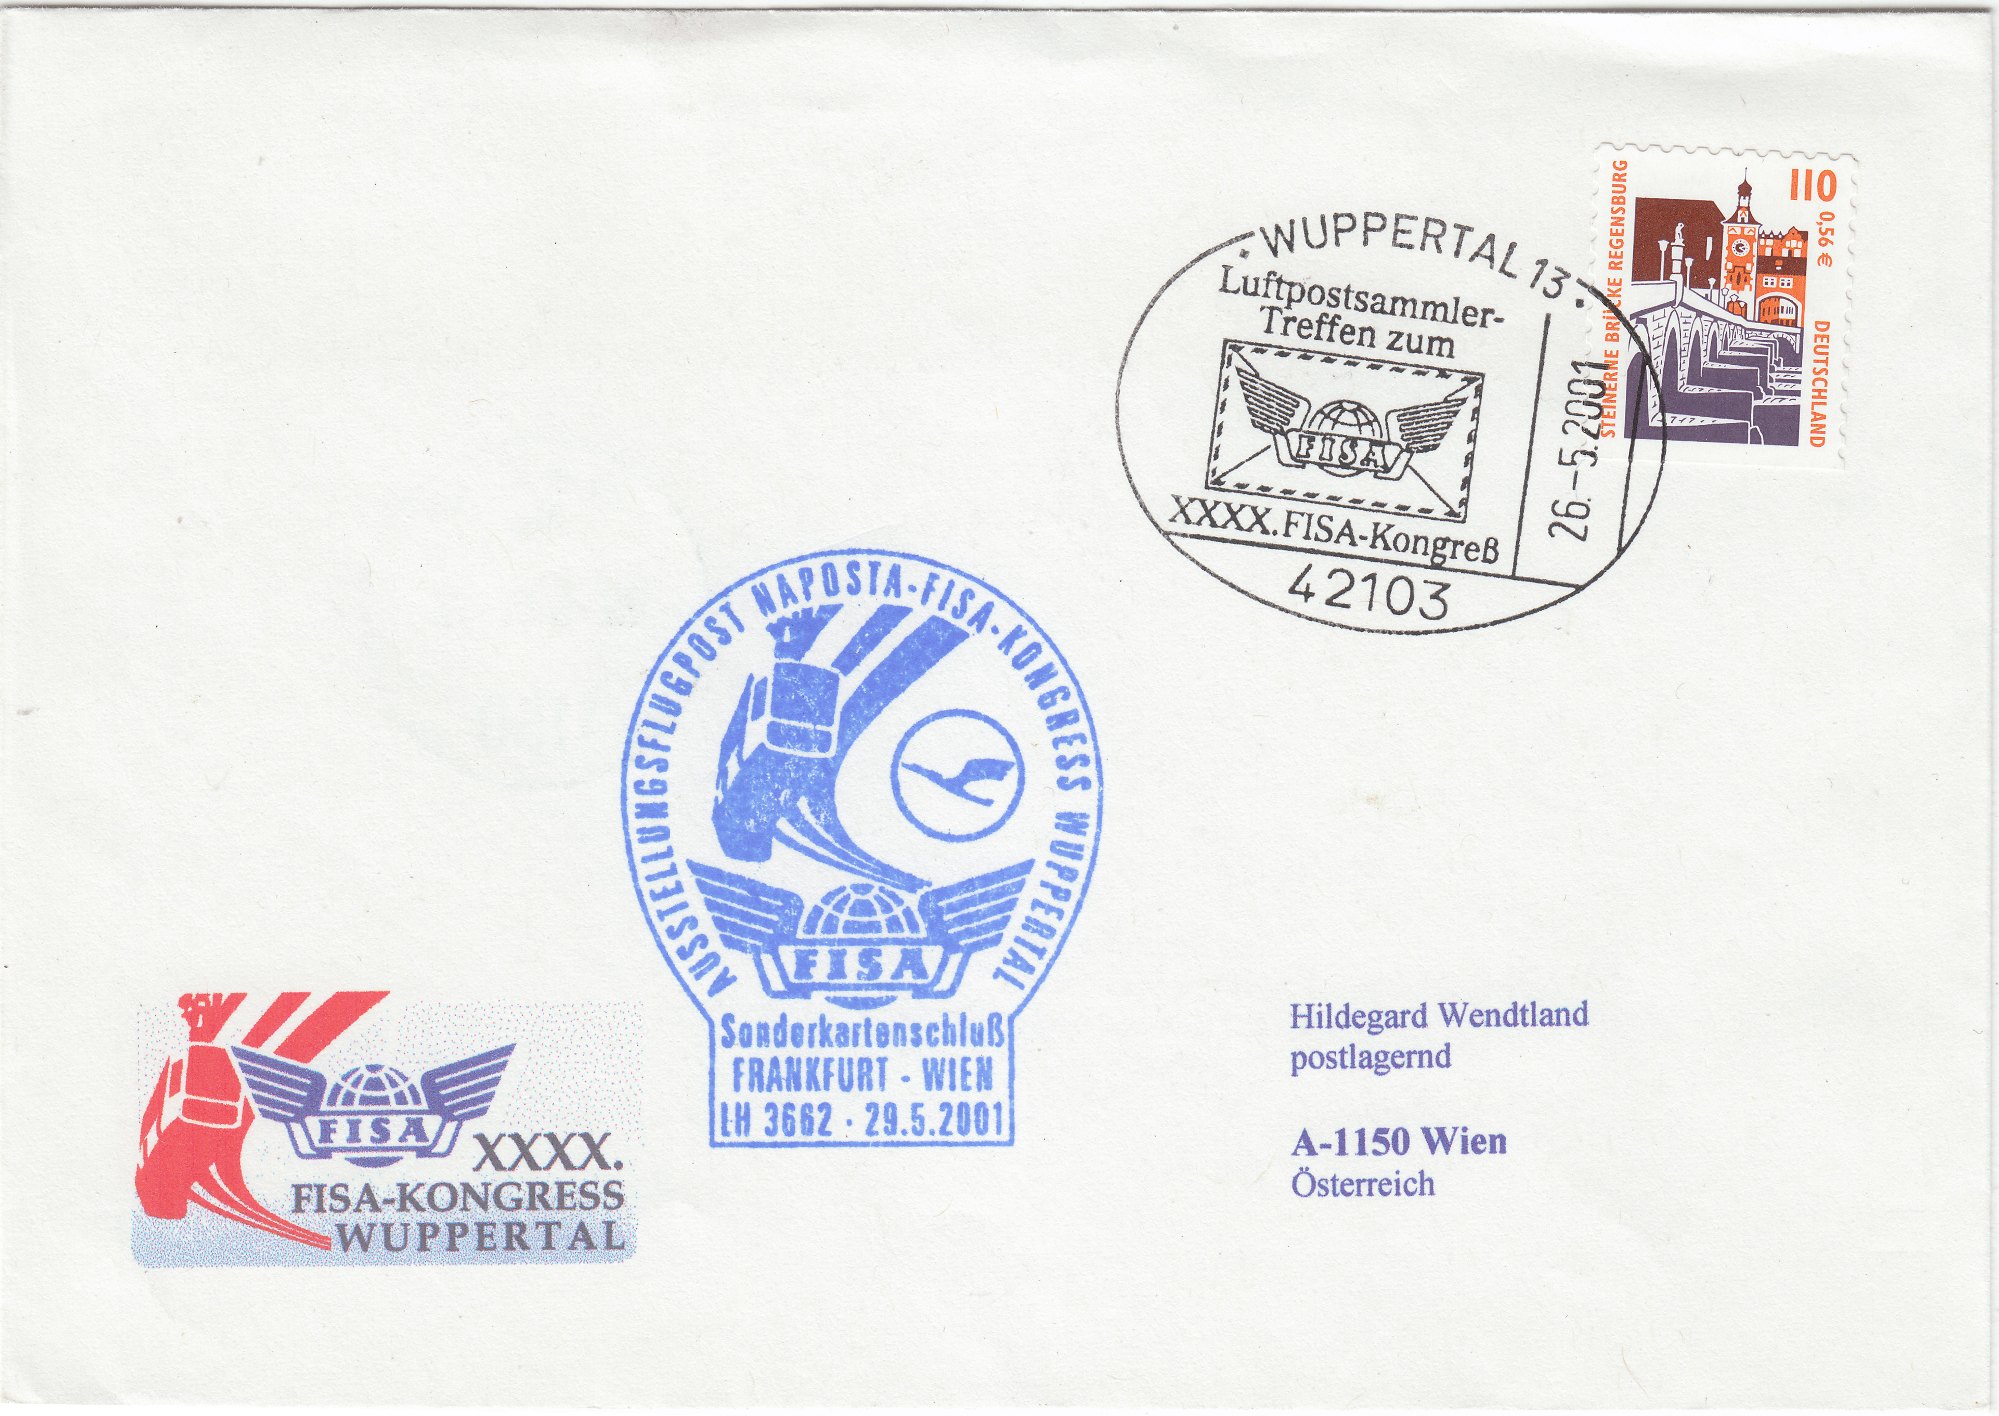 110
0,56 €
STEINERNE BRÜCKE REGENSBURG
DEUTSCHLAND
WUPPERTAL 13
Luftpostsammler-
Treffen zum
FISA
XXXX. FISA-Kongreß
26.-5.2001
42103
AUSSTELLUNGSFLUGPOST NAPOSTA-FISA-KONGRESS WUPPERTAL
FISA
Sonderkartenschluß
FRANKFURT - WIEN
LH 3662 · 29.5.2001
FISA
XXXX.
FISA-KONGRESS
WUPPERTAL
Hildegard Wendtland
postlagernd
A-1150 Wien
Österreich